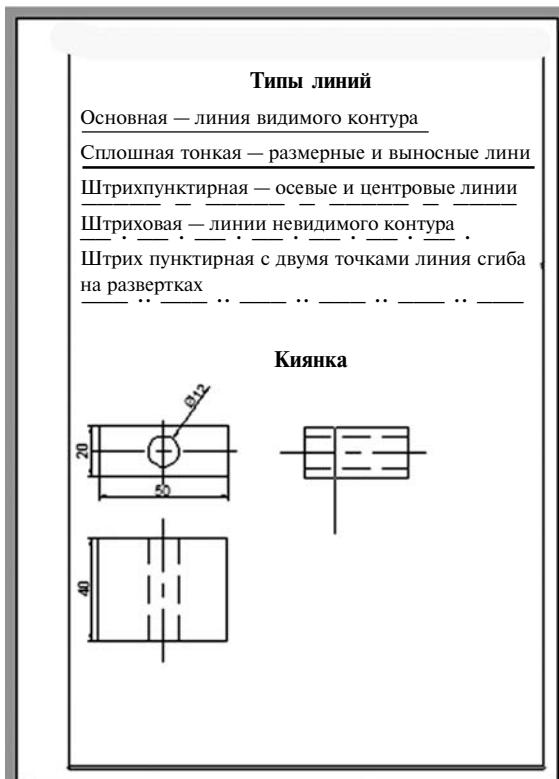 Типы линий
Основная — линия видимого контура
Сплошная тонкая — размерные и выносные лини
Штрихпунктирная — осевые и центровые линии
Штриховая — линии невидимого контура
Штрих пунктирная с двумя точками линия сгиба
на развертках
Киянка
Ø12
20
50
40